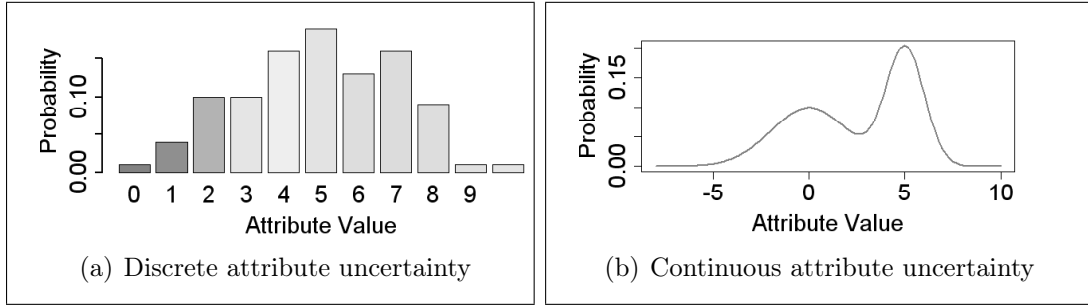 Probability
0.10
0.00
0 1 2 3 4 5 6 7 8 9
Attribute Value
(a) Discrete attribute uncertainty
Probability
0.15
0.00
-5 0 5 10
Attribute Value
(b) Continuous attribute uncertainty